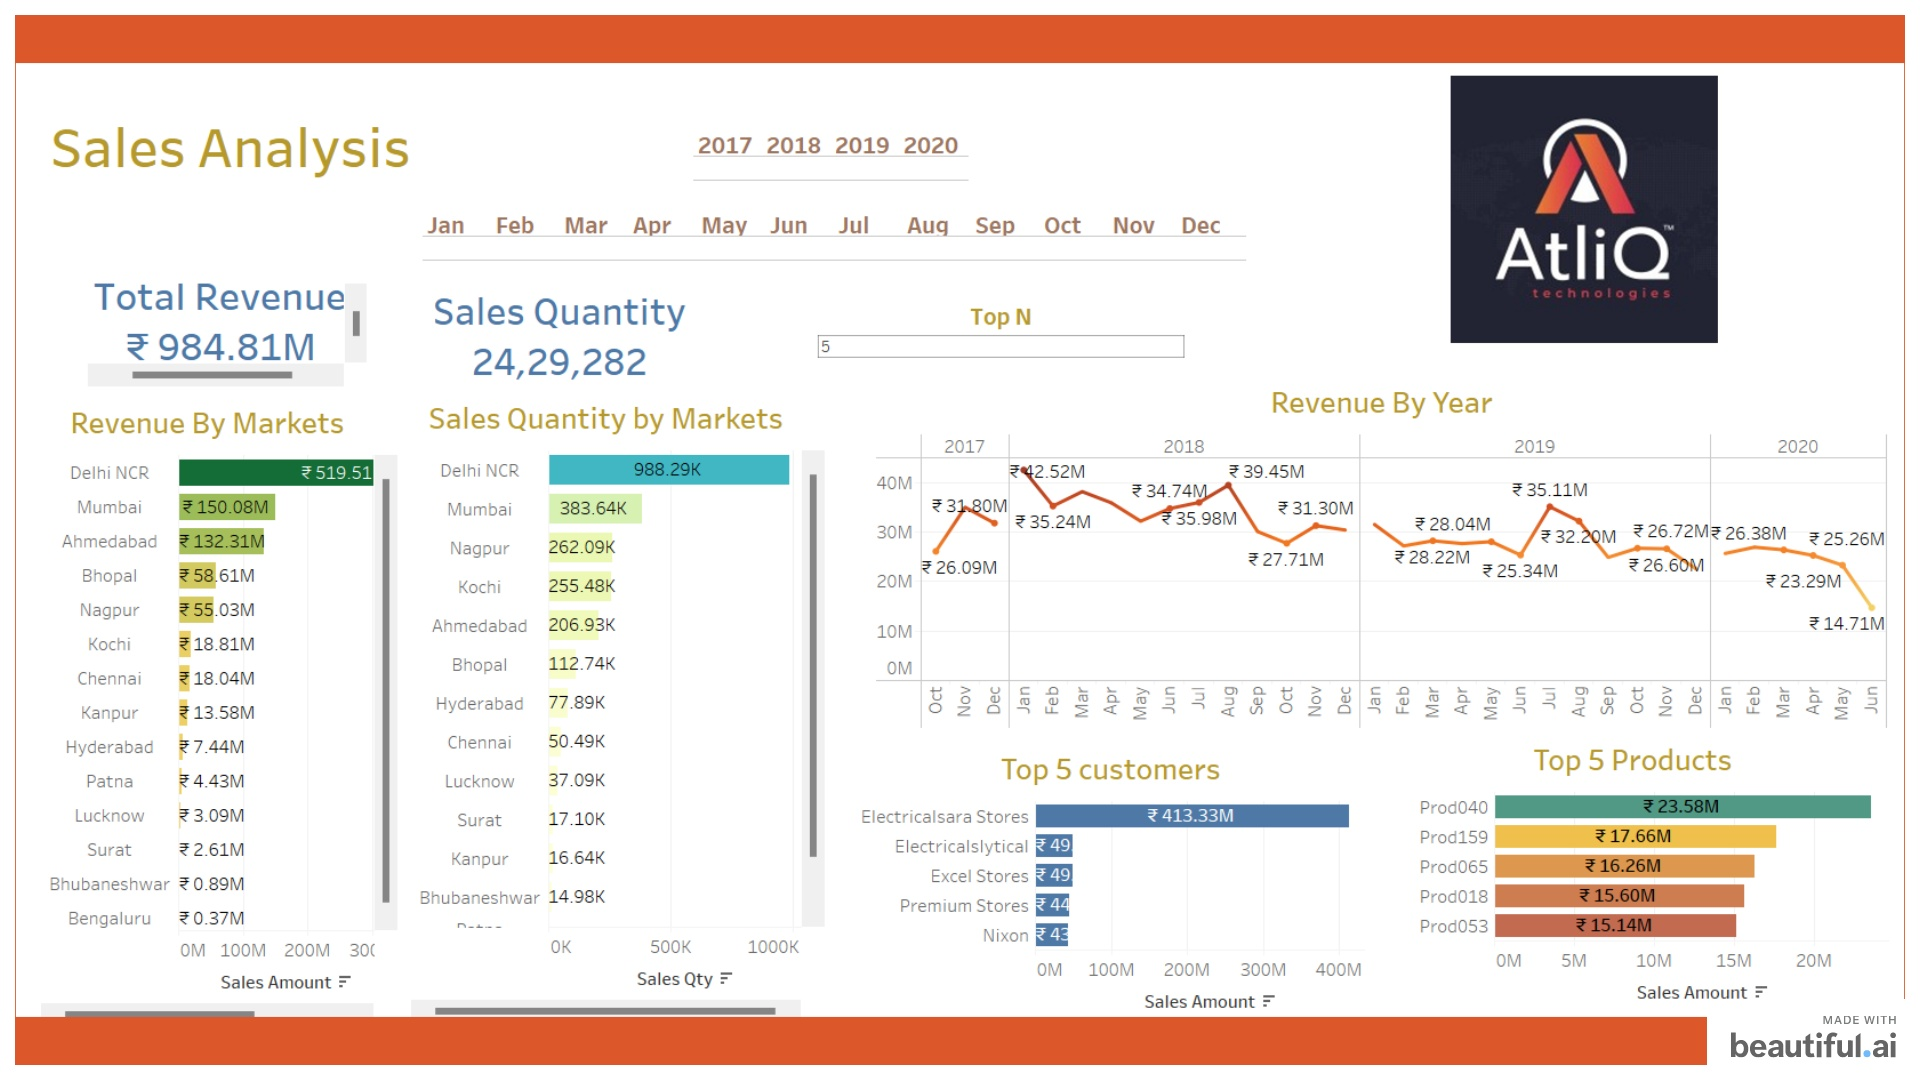 Sales Analysis
2017 2018 2019 2020
Jan Feb Mar Apr May Jun Jul Aug Sep Oct Nov Dec
AtliQ™
technologies
Total Revenue
₹ 984.81M
Sales Quantity
24,29,282
Top N
5
Revenue By Markets
Delhi NCR ₹ 519.51
Mumbai ₹ 150.08M
Ahmedabad ₹ 132.31M
Bhopal ₹ 58.61M
Nagpur ₹ 55.03M
Kochi ₹ 18.81M
Chennai ₹ 18.04M
Kanpur ₹ 13.58M
Hyderabad ₹ 7.44M
Patna ₹ 4.43M
Lucknow ₹ 3.09M
Surat ₹ 2.61M
Bhubaneshwar ₹ 0.89M
Bengaluru ₹ 0.37M
0M 100M 200M
Sales Amount
Sales Quantity by Markets
Delhi NCR 988.29K
Mumbai 383.64K
Nagpur 262.09K
Kochi 255.48K
Ahmedabad 206.93K
Bhopal 112.74K
Hyderabad 77.89K
Chennai 50.49K
Lucknow 37.09K
Surat 17.10K
Kanpur 16.64K
Bhubaneshwar 14.98K
0K 500K 1000K
Sales Qty
Revenue By Year
2017 2018 2019 2020
40M
30M
20M
10M
0M
₹ 26.09M
₹ 31.80M
₹ 42.52M
₹ 35.24M
₹ 34.74M
₹ 35.98M
₹ 39.45M
₹ 27.71M
₹ 31.30M
₹ 28.22M
₹ 28.04M
₹ 25.34M
₹ 35.11M
₹ 32.20M
₹ 26.60M
₹ 26.72M
₹ 26.38M
₹ 23.29M
₹ 25.26M
₹ 14.71M
Oct Nov Dec Jan Feb Mar Apr May Jun Jul Aug Sep Oct Nov Dec Jan Feb Mar Apr May Jun Jul Aug Sep Oct Nov Dec Jan Feb Mar Apr May Jun
Top 5 customers
Electricalsara Stores ₹ 413.33M
Electricalslytical ₹ 49
Excel Stores ₹ 49
Premium Stores ₹ 44
Nixon ₹ 43
0M 100M 200M 300M 400M
Sales Amount
Top 5 Products
Prod040 ₹ 23.58M
Prod159 ₹ 17.66M
Prod065 ₹ 16.26M
Prod018 ₹ 15.60M
Prod053 ₹ 15.14M
0M 5M 10M 15M 20M
Sales Amount
MADE WITH
beautiful.ai